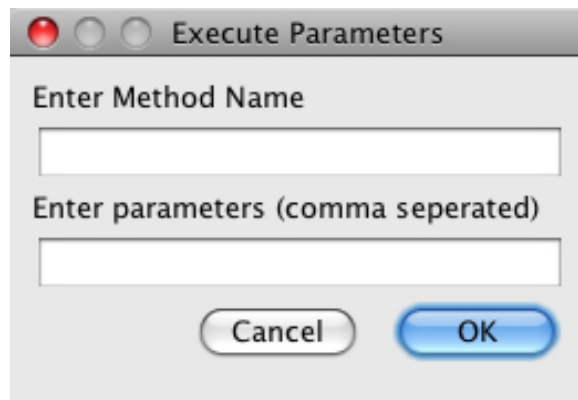 Execute Parameters
Enter Method Name
Enter parameters (comma seperated)
Cancel OK